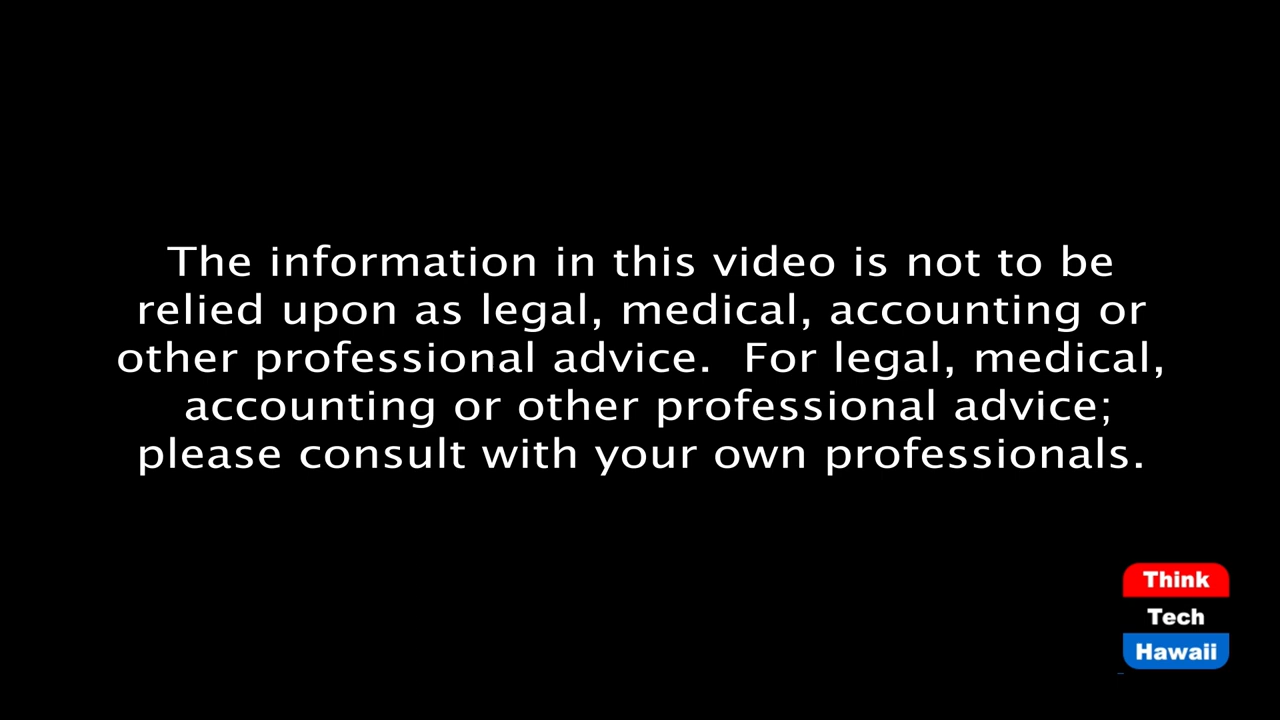 The information in this video is not to be
relied upon as legal, medical, accounting or
other professional advice.  For legal, medical,
accounting or other professional advice;
please consult with your own professionals.
Think
Tech
Hawaii